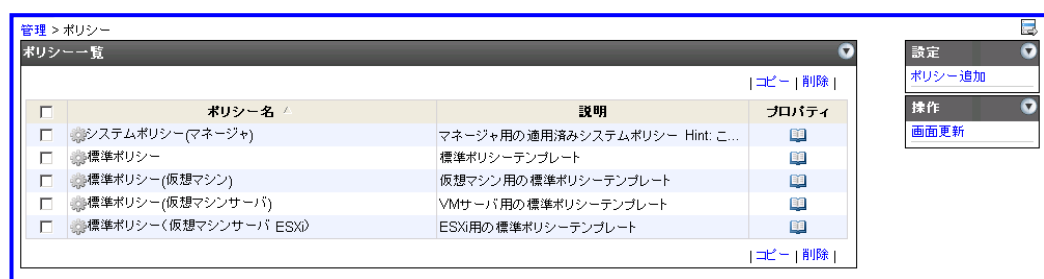 管理 > ポリシー
ポリシー一覧
| コピー | 削除 |
ポリシー名 説明 プロパティ
システムポリシー(マネージャ) マネージャ用の適用済みシステムポリシー Hint: こ...
標準ポリシー 標準ポリシーテンプレート
標準ポリシー(仮想マシン) 仮想マシン用の標準ポリシーテンプレート
標準ポリシー(仮想マシンサーバ) VMサーバ用の標準ポリシーテンプレート
標準ポリシー（仮想マシンサーバ ESXi） ESXi用の標準ポリシーテンプレート
| コピー | 削除 |
設定
ポリシー追加
操作
画面更新